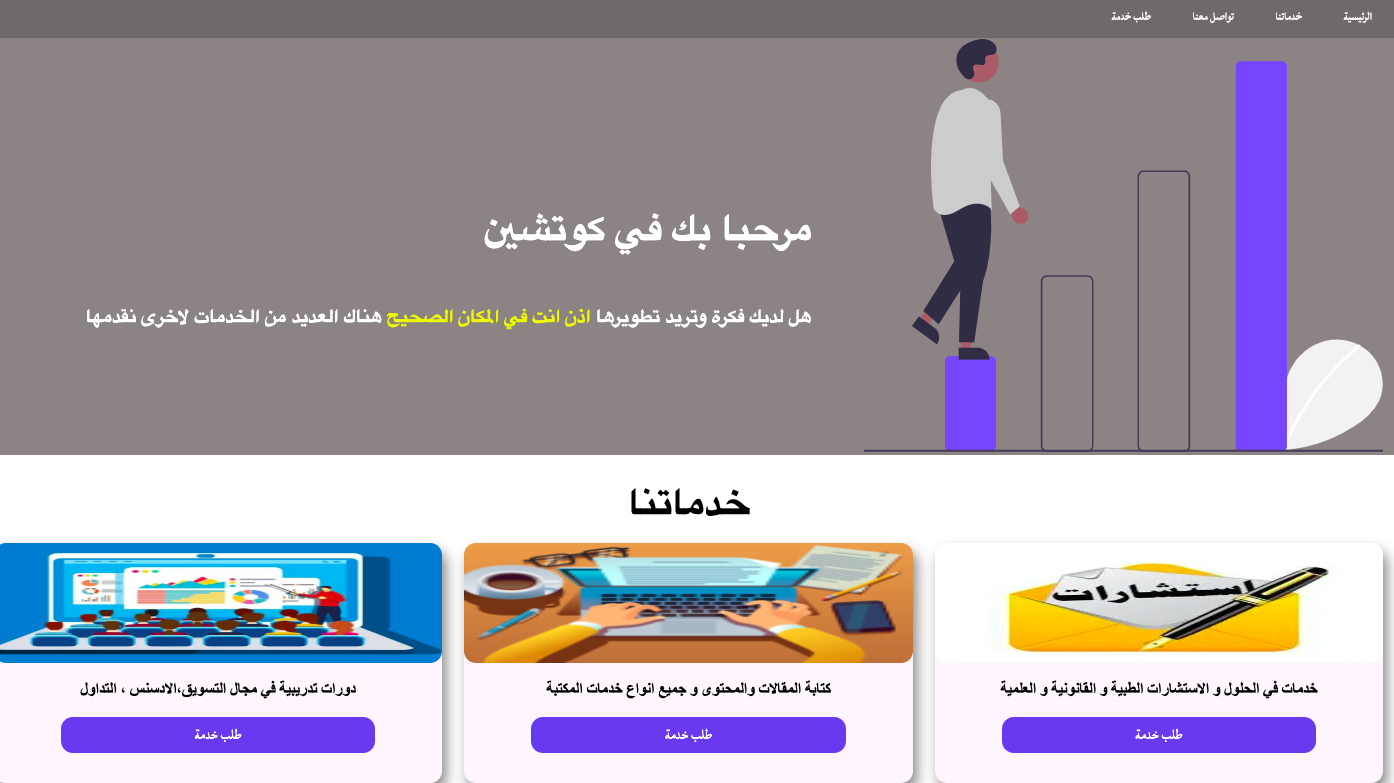 الرئيسية
خدماتنا
تواصل معنا
طلب خدمة
مرحبا بك في كوتشين
هل لديك فكرة وتريد تطويرها اذن انت في المكان الصحيح هناك العديد من الخدمات لاخرى نقدمها
خدماتنا
استشارات
خدمات في الحلول و الاستشارات الطبية و القانونية و العلمية
طلب خدمة
كتابة المقالات والمحتوى و جميع انواع خدمات المكتبة
طلب خدمة
دورات تدريبية في مجال التسويق،الادسنس ، التداول
طلب خدمة